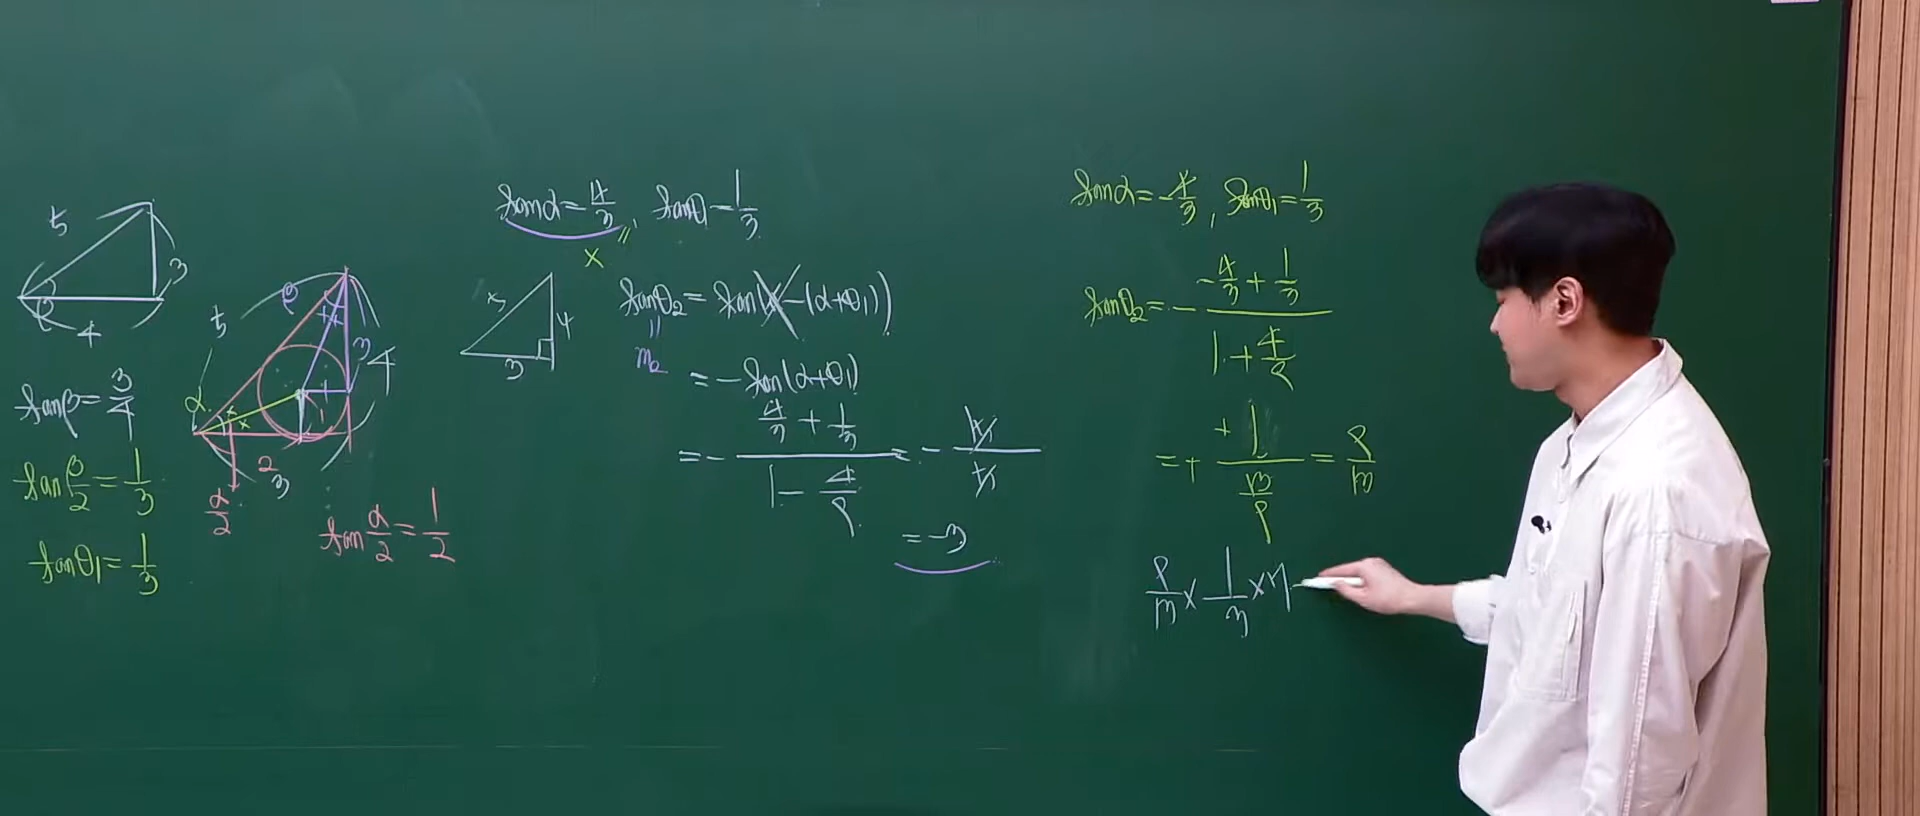 5
3
4
tanβ = 3/4
tan β/2 = 1/3
tanθ₁ = 1/3
5
3
4
α
2
3
α/2
tan α/2 = 1/2
tanα = 4/3, tanθ₁ = 1/3
x
5
4
3
tanθ₂ = tan(π - (α+θ₁))
m₂
= -tan(α+θ₁)
= - (4/3 + 1/3)/(1 - 4/9) =
= -3
tanα = -4/3, tanθ₁ = 1/3
tanθ₂ = - (-4/3 + 1/3)/(1 + 4/9)
= + (+1)/(13/9) = 9/13
9/13 × 1/3 ×